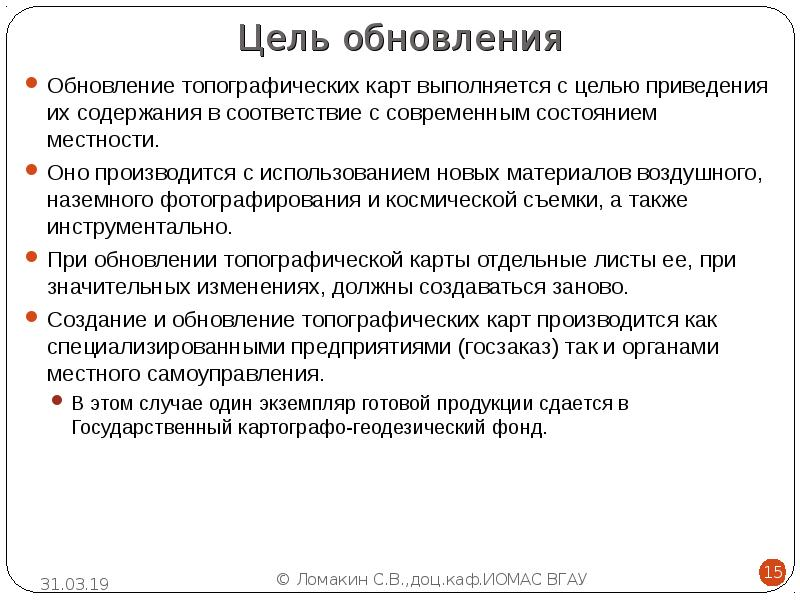 Цель обновления
Обновление топографических карт выполняется с целью приведения
их содержания в соответствие с современным состоянием
местности.
Оно производится с использованием новых материалов воздушного,
наземного фотографирования и космической съемки, а также
инструментально.
При обновлении топографической карты отдельные листы ее, при
значительных изменениях, должны создаваться заново.
Создание и обновление топографических карт производится как
специализированными предприятиями (госзаказ) так и органами
местного самоуправления.
В этом случае один экземпляр готовой продукции сдается в
Государственный картографо-геодезический фонд.
31.03.19
© Ломакин С.В.,доц.каф.ИОМАС ВГАУ
15